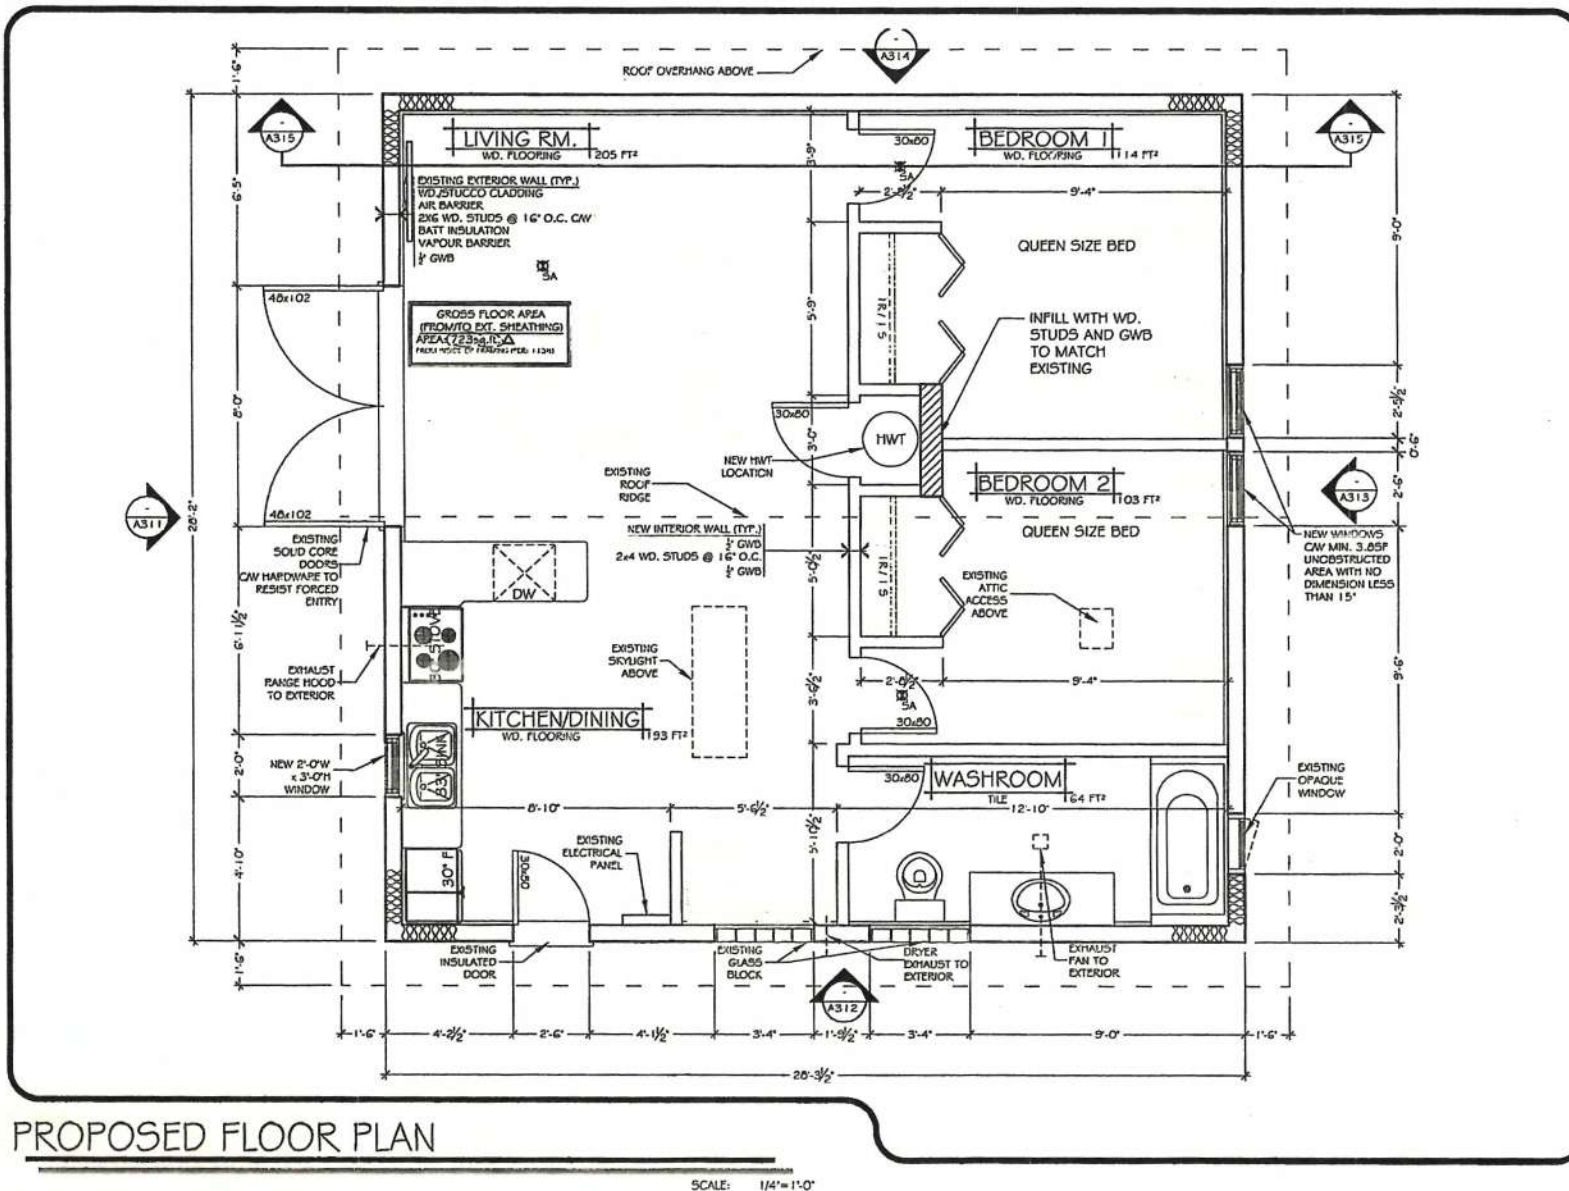 ROOF OVERHANG ABOVE
-
A314
1'-6"
-
A315
-
A315
LIVING RM.
WD. FLOORING
205 FT²
30x80
SA
BEDROOM 1
WD. FLOORING
114 FT²
3'-9"
6'-5"
EXISTING EXTERIOR WALL (TYP.)
WD./STUCCO CLADDING
AIR BARRIER
2X6 WD. STUDS @ 16" O.C. C/W
BATT INSULATION
VAPOUR BARRIER
½" GWB
SA
2'-8½"
9'-4"
9'-0"
QUEEN SIZE BED
48x102
GROSS FLOOR AREA
(FROM/TO EXT. SHEATHING)
AREA: (723sq.ft.)
5'-9"
1R/1S
INFILL WITH WD.
STUDS AND GWB
TO MATCH
EXISTING
8'-0"
30x80
3'-0"
HWT
NEW HWT
LOCATION
2'-5½"
0'-6"
EXISTING
ROOF
RIDGE
BEDROOM 2
WD. FLOORING
103 FT²
2'-6"
-
A313
-
A311
28'-2"
48x102
NEW INTERIOR WALL (TYP.)
½" GWB
2x4 WD. STUDS @ 16" O.C.
½" GWB
QUEEN SIZE BED
NEW WINDOWS
C/W MIN. 3.8SF
UNOBSTRUCTED
AREA WITH NO
DIMENSION LESS
THAN 15"
EXISTING
SOLID CORE
DOORS
C/W HARDWARE TO
RESIST FORCED
ENTRY
DW
5'-0½"
1R/1S
EXISTING
ATTIC
ACCESS
ABOVE
6'-11½"
STOVE
EXHAUST
RANGE HOOD
TO EXTERIOR
EXISTING
SKYLIGHT
ABOVE
3'-6½"
2'-8½"
9'-4"
SA
30x80
9'-6"
KITCHEN/DINING
WD. FLOORING
193 FT²
NEW 2'-0"W
x 3'-0"H
WINDOW
2'-0"
33" SINK
30x80
WASHROOM
TILE
64 FT²
EXISTING
OPAQUE
WINDOW
8'-10"
5'-6½"
12'-10"
4'-10"
30" F
30x80
EXISTING
ELECTRICAL
PANEL
5'-10½"
2'-0"
2'-3½"
1'-6"
EXISTING
INSULATED
DOOR
EXISTING
GLASS
BLOCK
DRYER
EXHAUST TO
EXTERIOR
EXHAUST
FAN TO
EXTERIOR
-
A312
1'-6"
4'-2½"
2'-6"
4'-1½"
3'-4"
1'-9½"
3'-4"
9'-0"
1'-6"
28'-3½"
PROPOSED FLOOR PLAN
SCALE: 1/4"=1'-0"